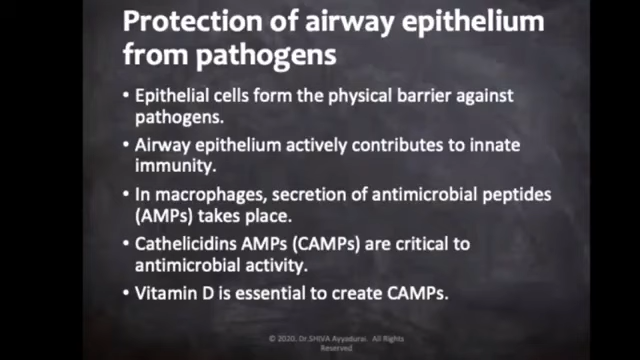 Protection of airway epithelium
from pathogens
• Epithelial cells form the physical barrier against
pathogens.
• Airway epithelium actively contributes to innate
immunity.
• In macrophages, secretion of antimicrobial peptides
(AMPs) takes place.
• Cathelicidins AMPs (CAMPs) are critical to
antimicrobial activity.
• Vitamin D is essential to create CAMPs.
© 2020. Dr.SHIVA Ayyadurai. All Rights
Reserved